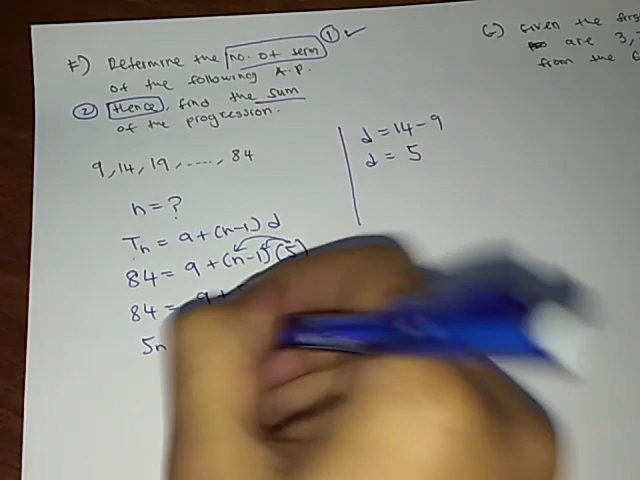 F) Determine the no. of term ① ✓
of the following A.P.
② Hence, find the sum
of the progression.
9, 14, 19, ....., 84
n = ?
Tn = a + (n-1) d
84 = 9 + (n-1) (5)
84 = 9 +
5n
d = 14 - 9
d = 5
G) Given the firs
are 3,
from the 6